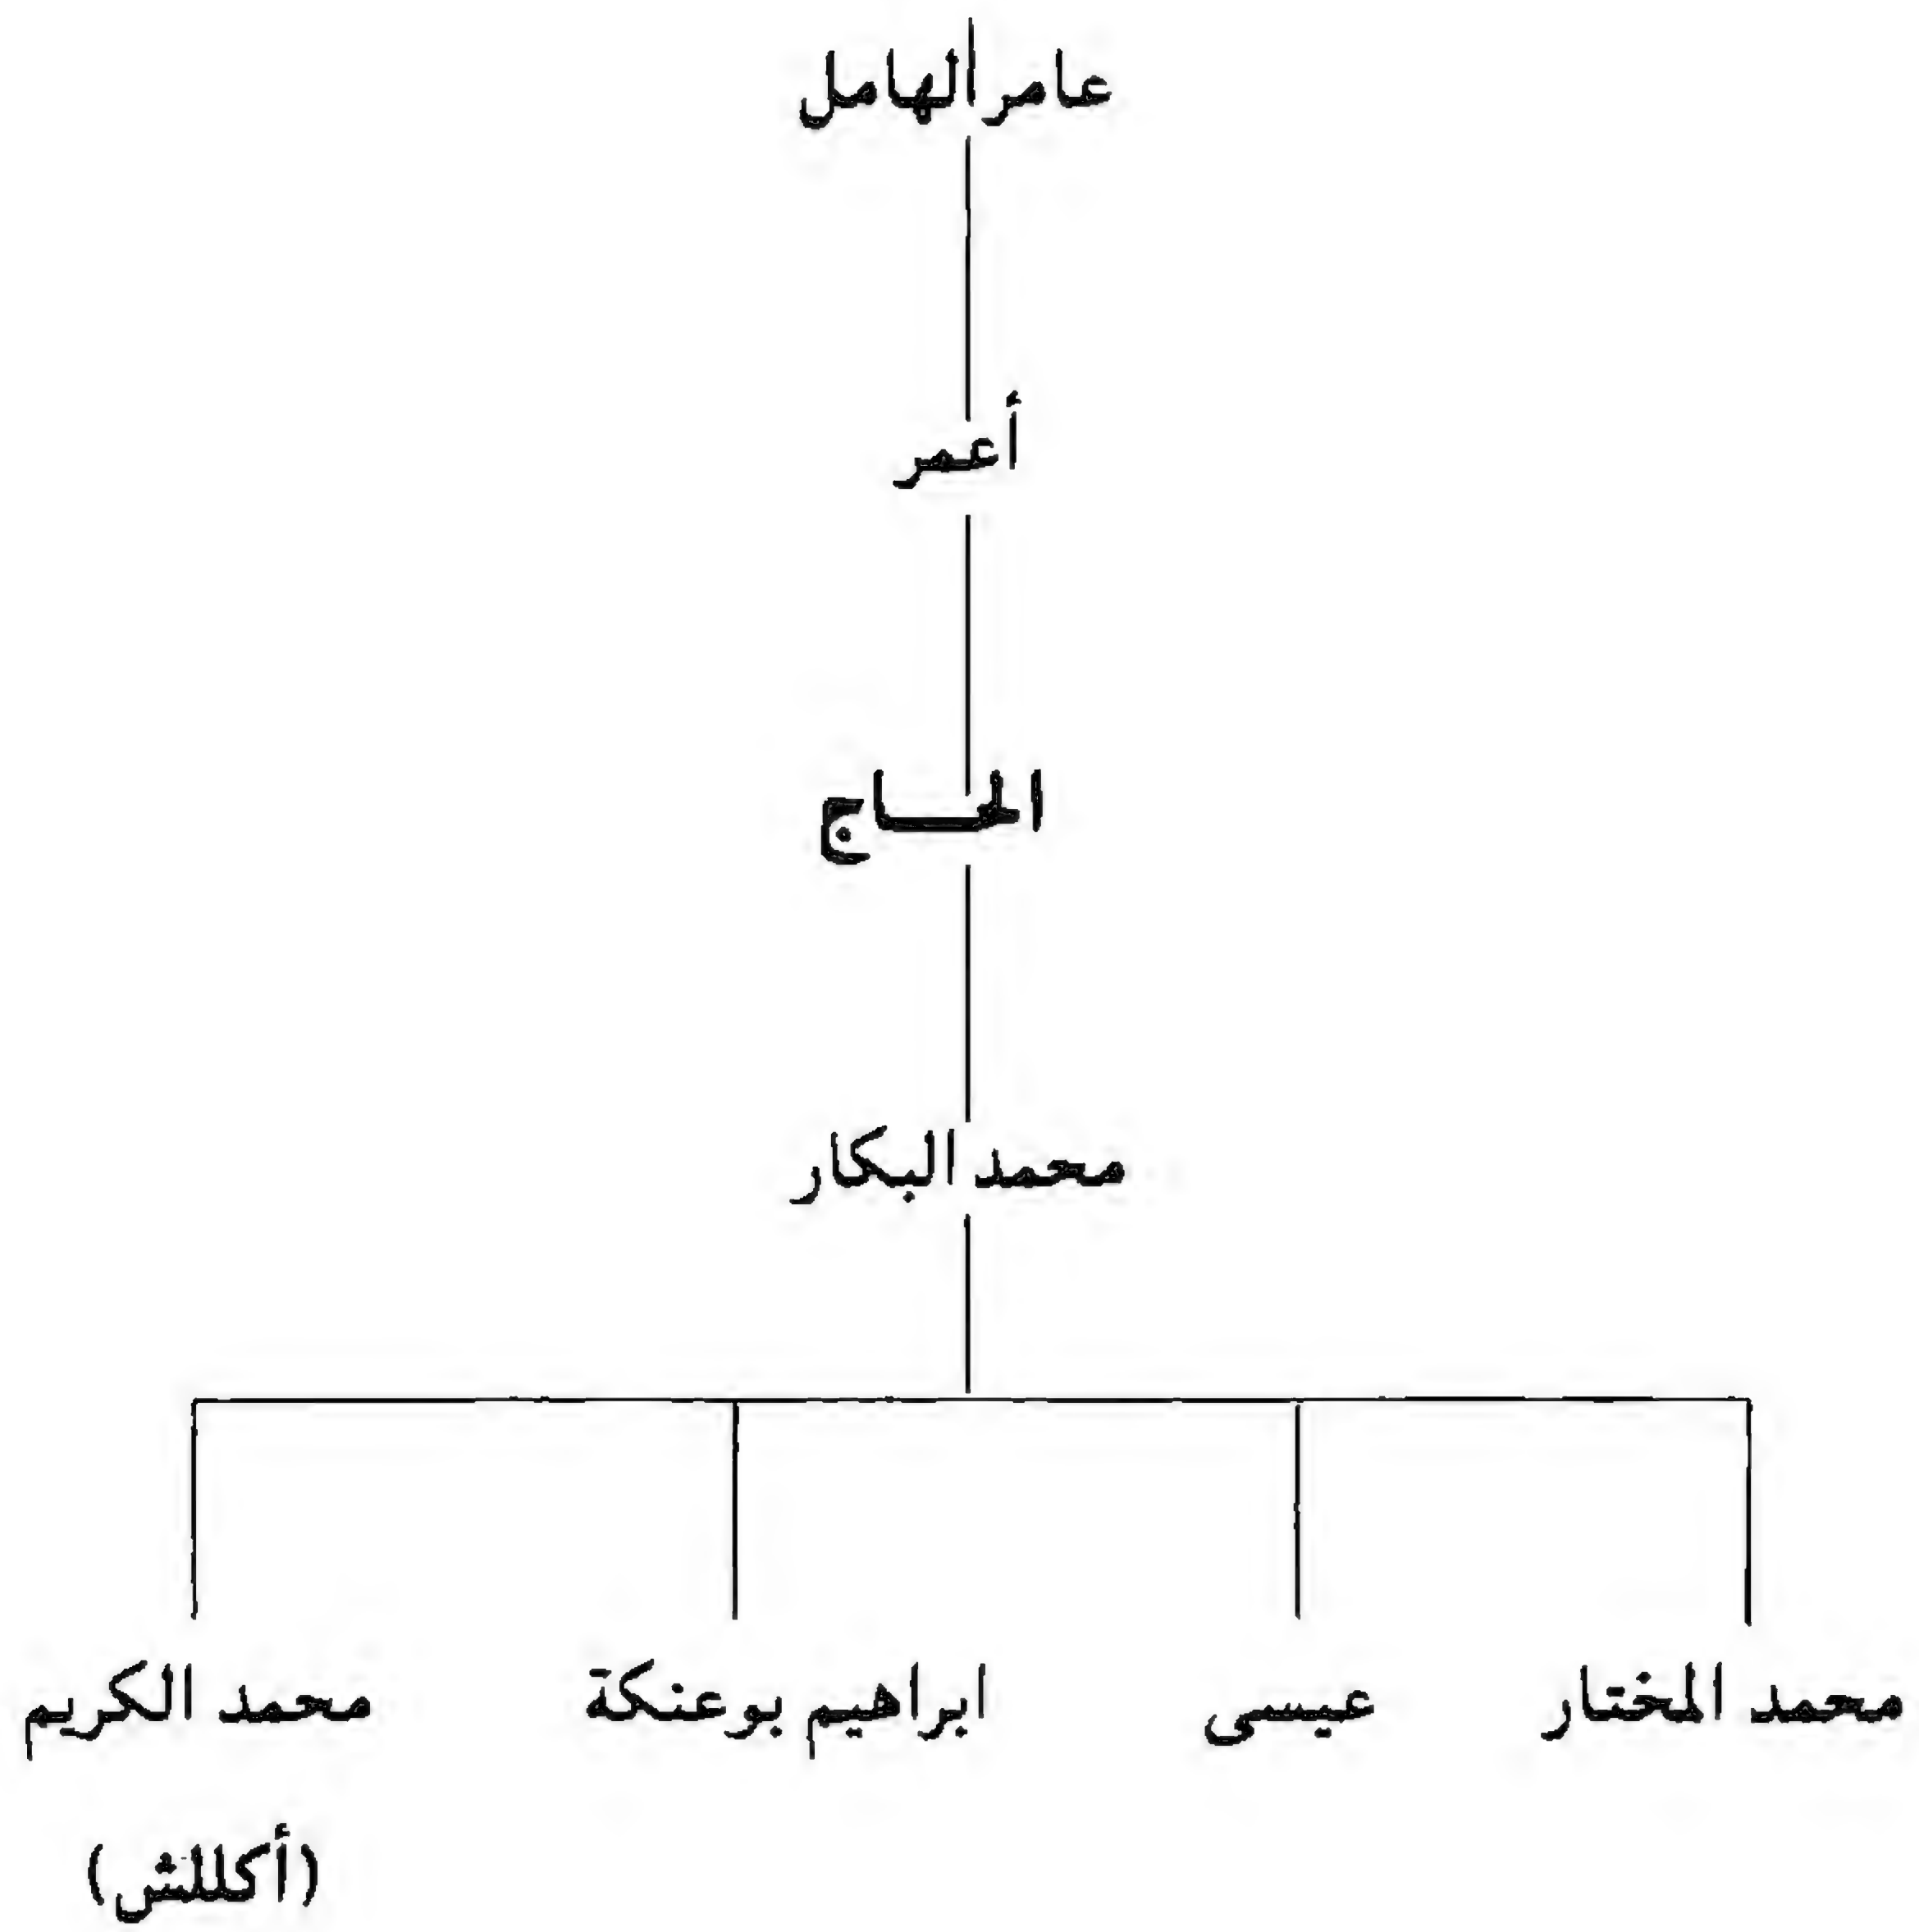 عامر الهامل
أعمر
الحاج
محمد البكار
محمد المختار عيسى ابراهيم بوعنكة محمد الكريم
(أكللش)